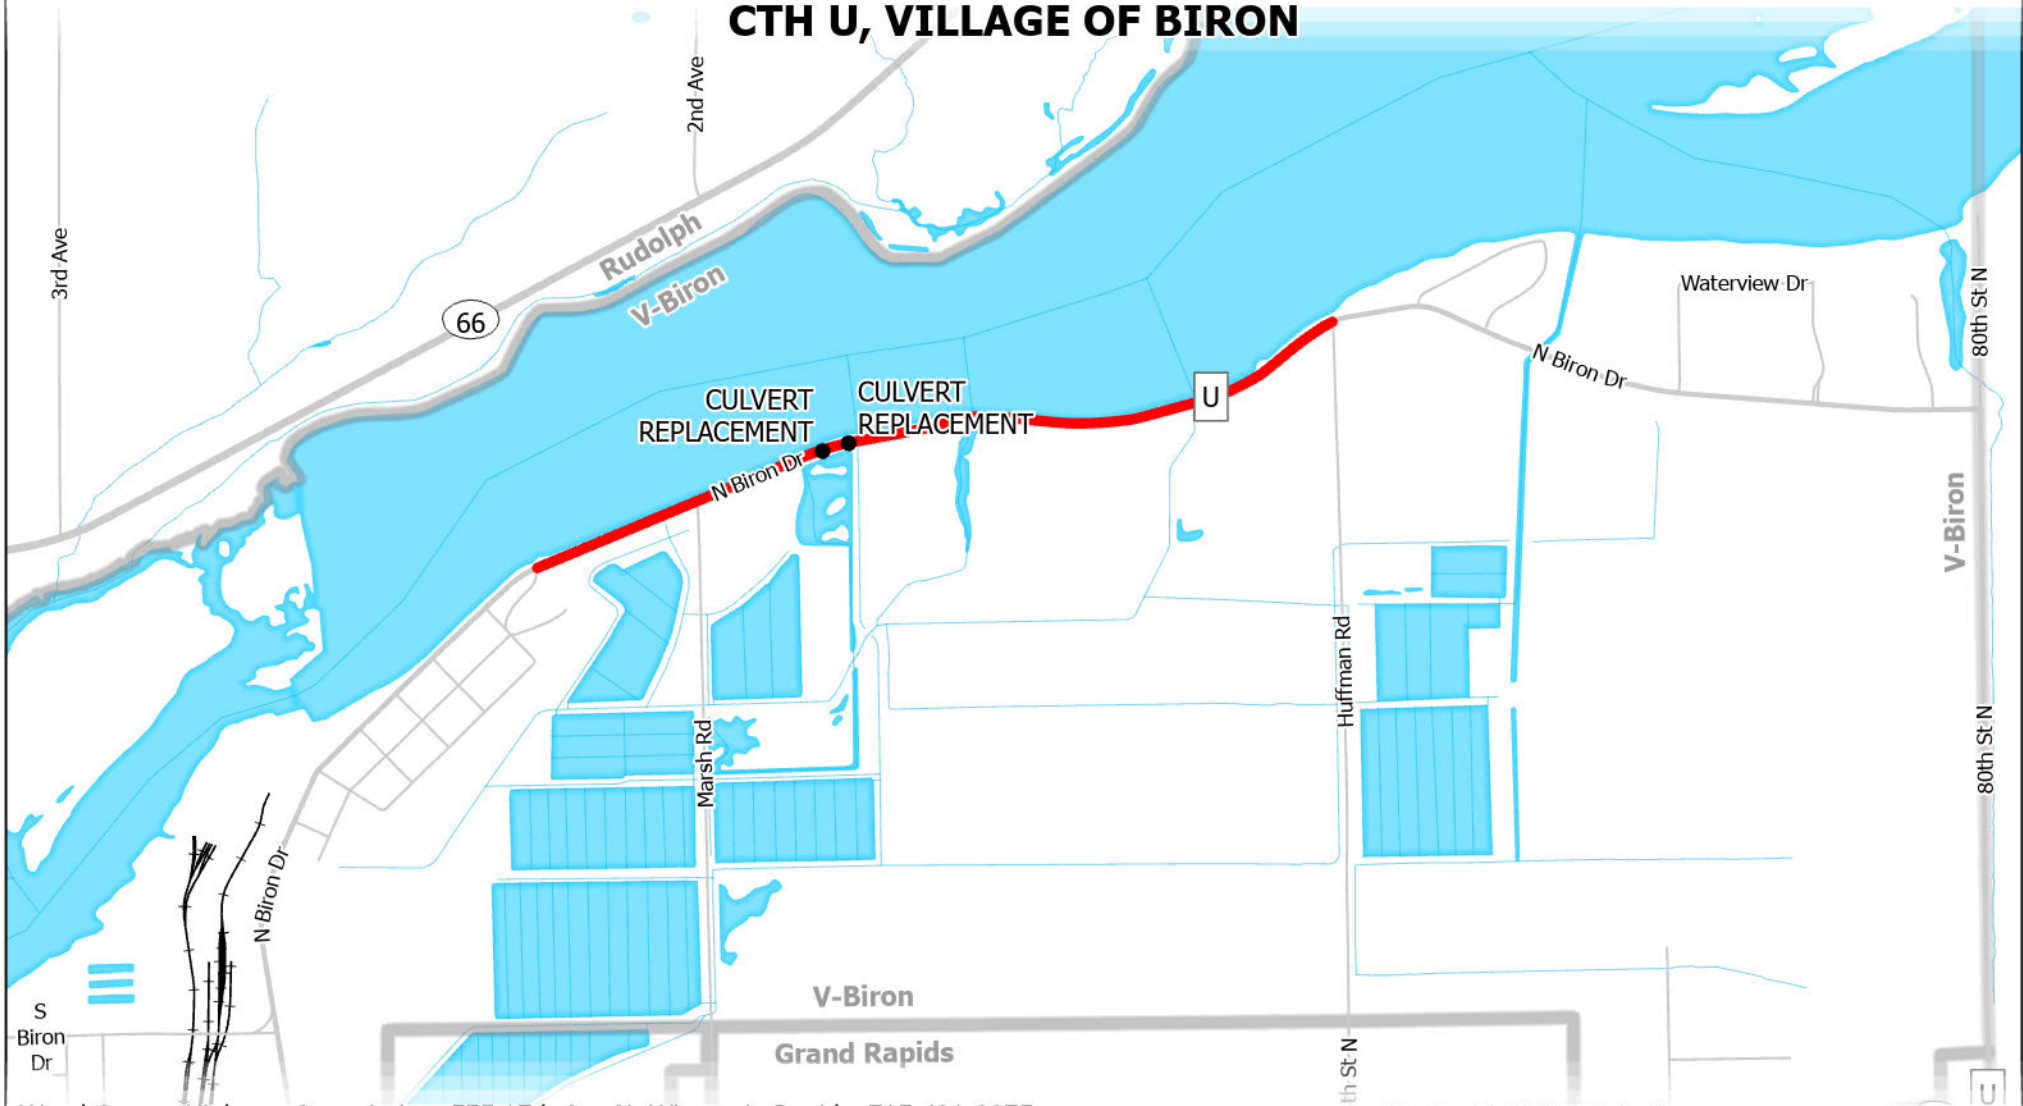 CTH U, VILLAGE OF BIRON
2nd Ave
3rd Ave
Rudolph
V-Biron
66
Waterview Dr
80th St N
N Biron Dr
U
CULVERT
REPLACEMENT
CULVERT
REPLACEMENT
N Biron Dr
V-Biron
Huffman Rd
Marsh Rd
80th St N
N Biron Dr
V-Biron
S
Biron
Dr
Grand Rapids
th St N
U